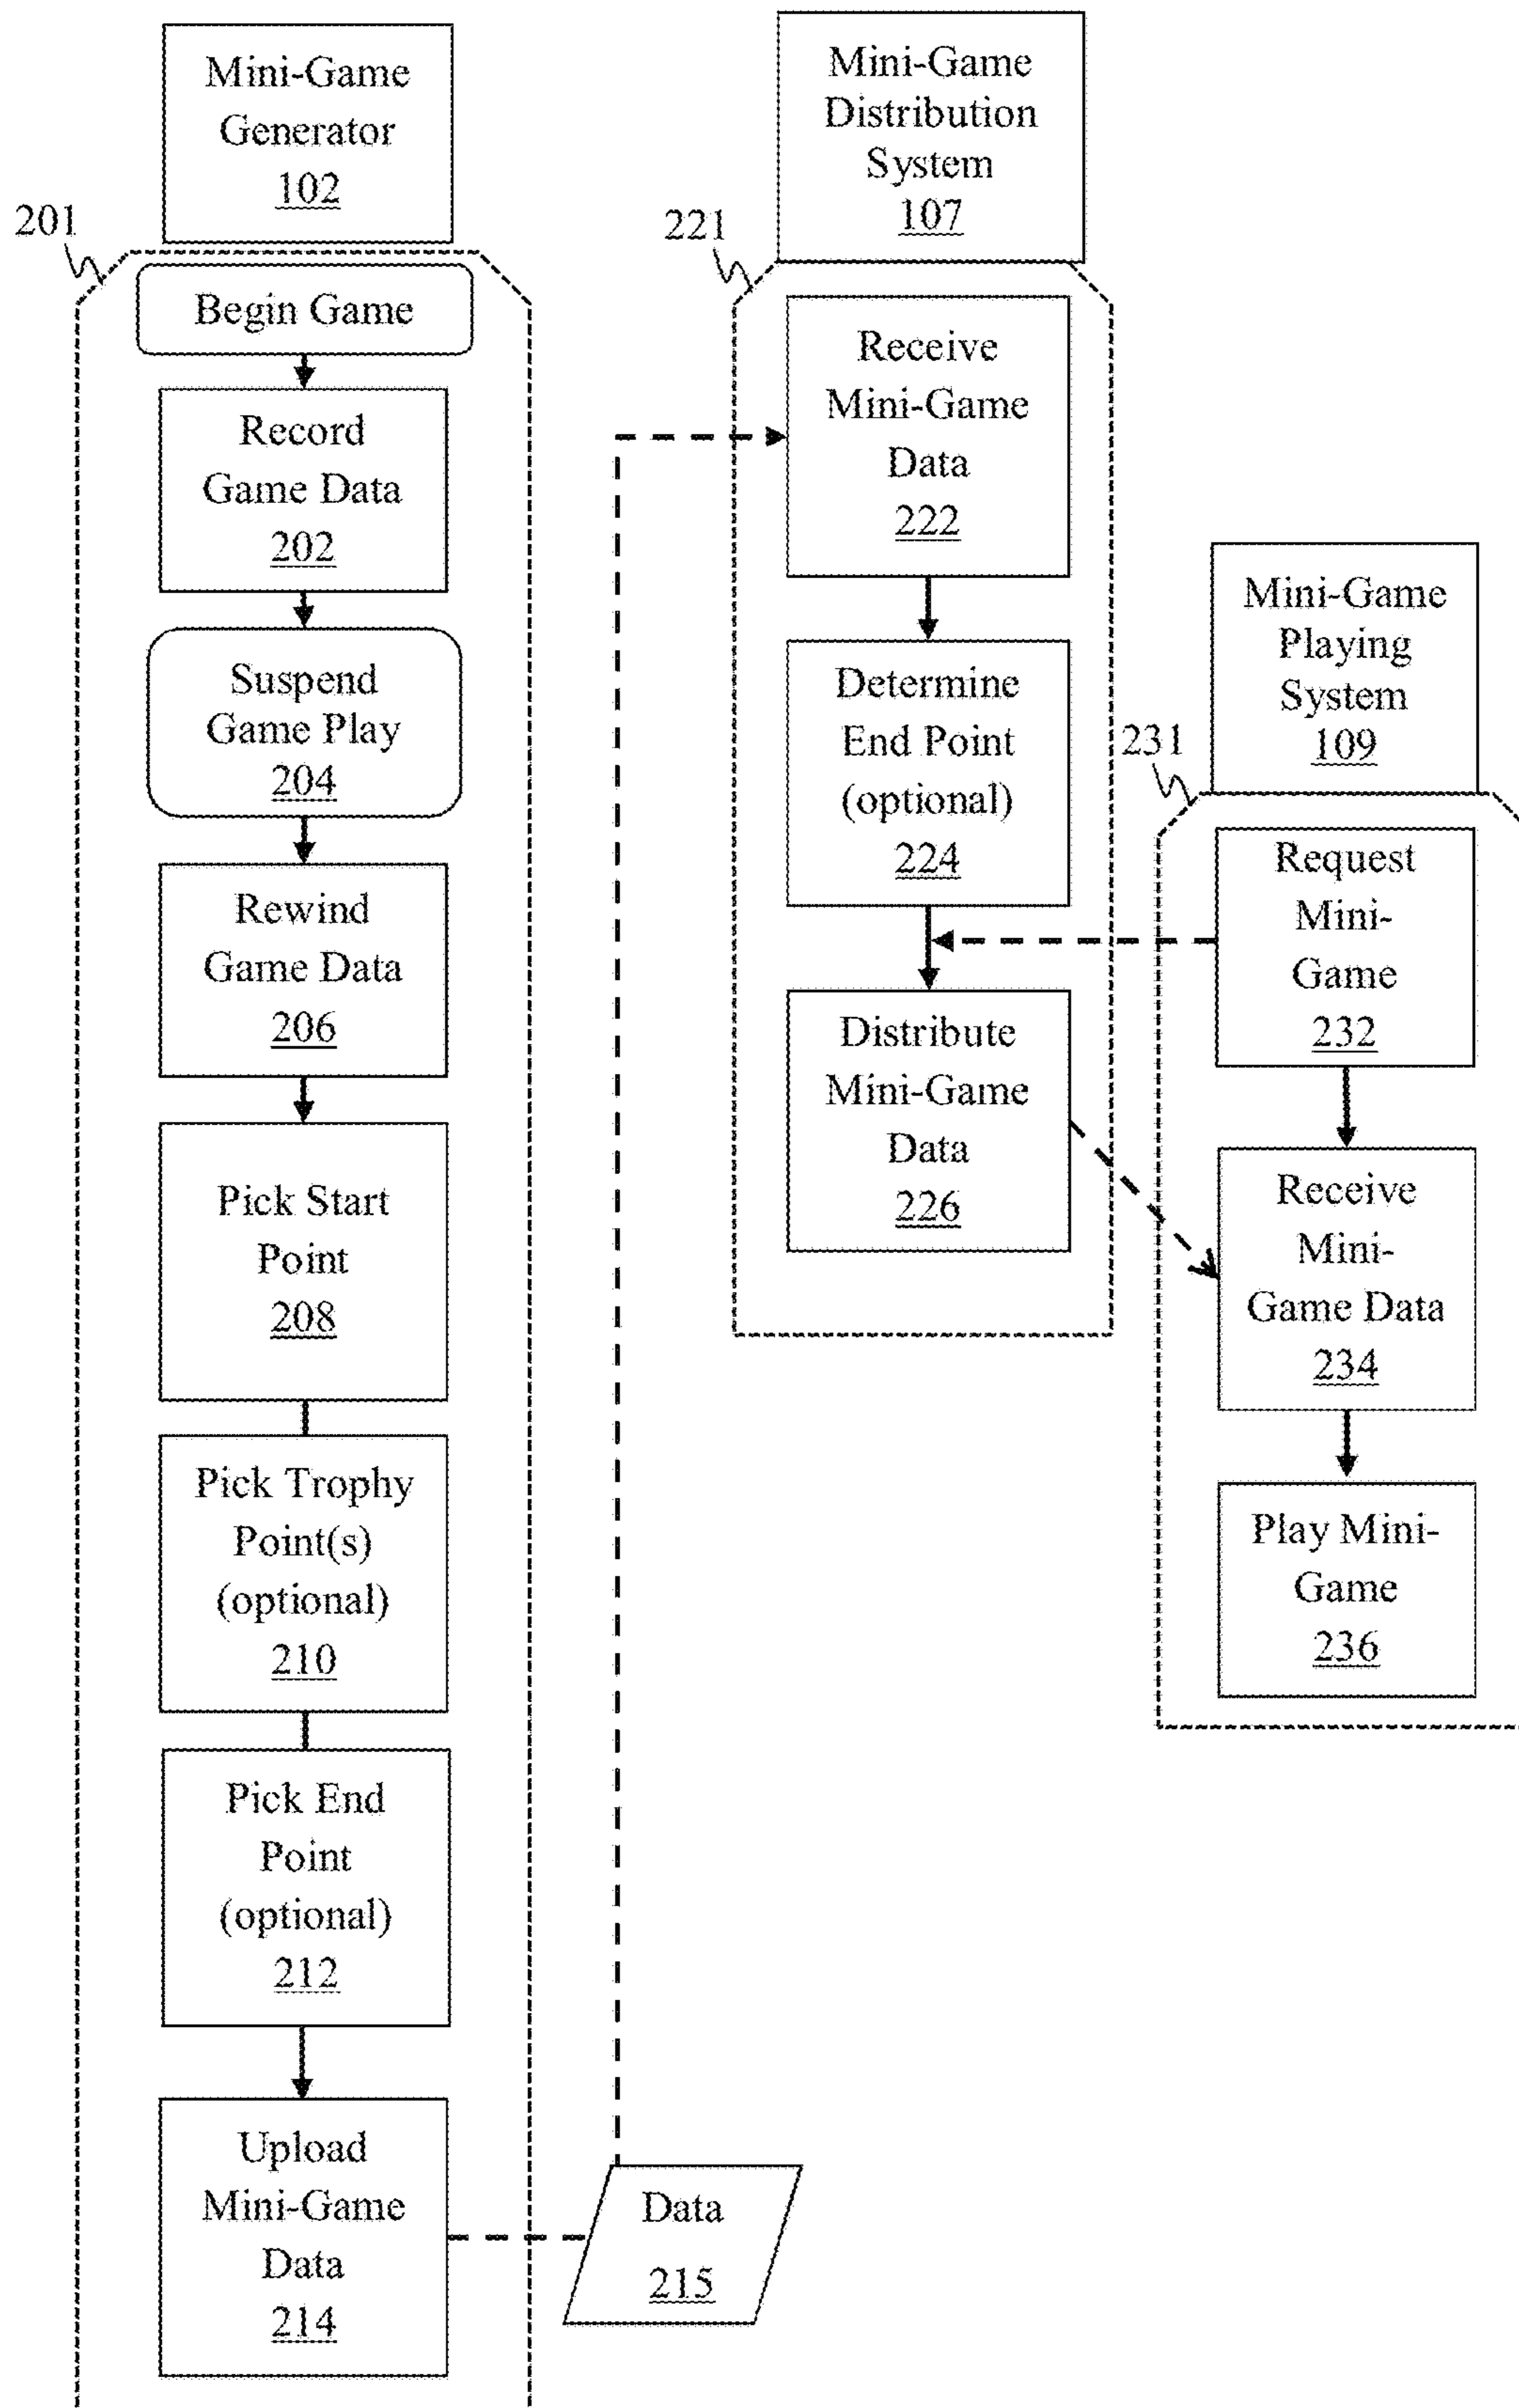 Mini-Game
Generator
102
201
Begin Game
Record
Game Data
202
Suspend
Game Play
204
Rewind
Game Data
206
Pick Start
Point
208
Pick Trophy
Point(s)
(optional)
210
Pick End
Point
(optional)
212
Upload
Mini-Game
Data
214
Data
215
Mini-Game
Distribution
System
107
221
Receive
Mini-Game
Data
222
Determine
End Point
(optional)
224
Distribute
Mini-Game
Data
226
Mini-Game
Playing
System
109
231
Request
Mini-
Game
232
Receive
Mini-
Game Data
234
Play Mini-
Game
236